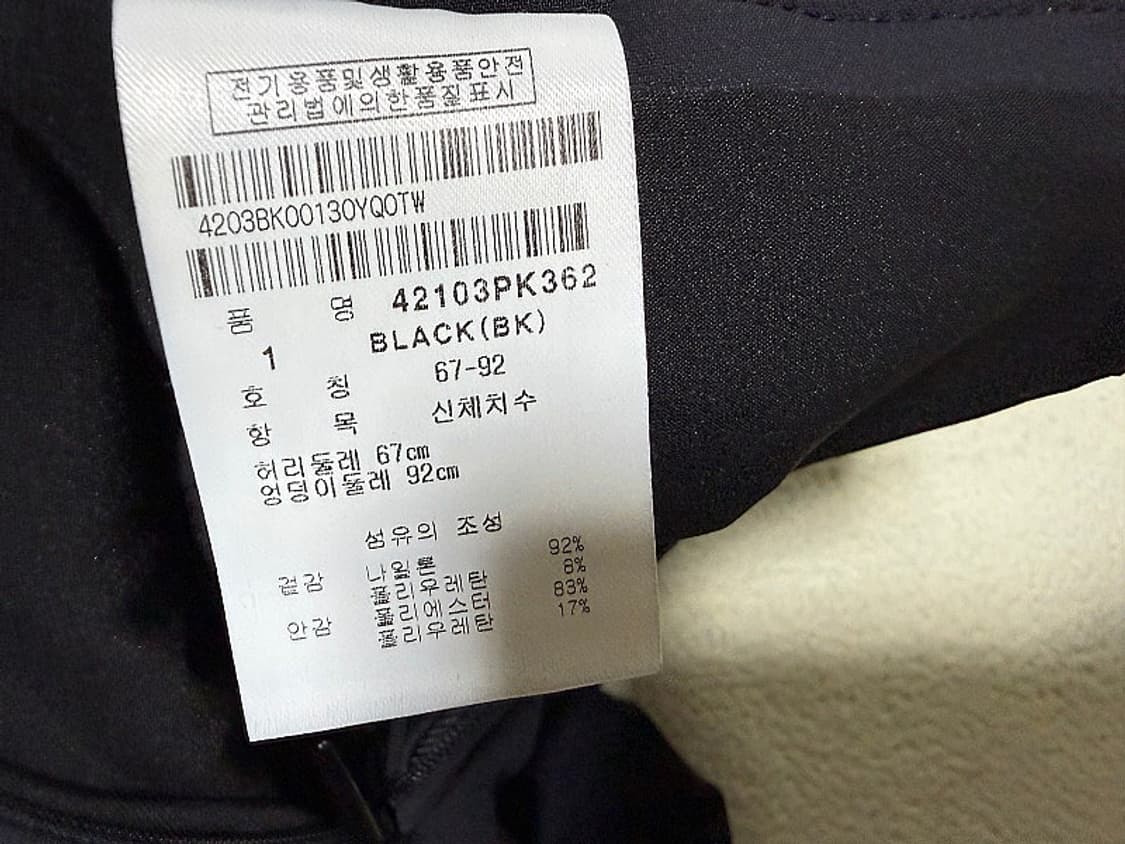 전기용품및생활용품안전
관리법에의한품질표시
4203BK00130YQ0TW
품 명 42103PK362
1 BLACK(BK)
호 칭 67-92
항 목 신체치수
허리둘레 67cm
엉덩이둘레 92cm
섬유의 조성
겉감 나일론 92%
폴리우레탄 8%
안감 폴리에스터 83%
폴리우레탄 17%